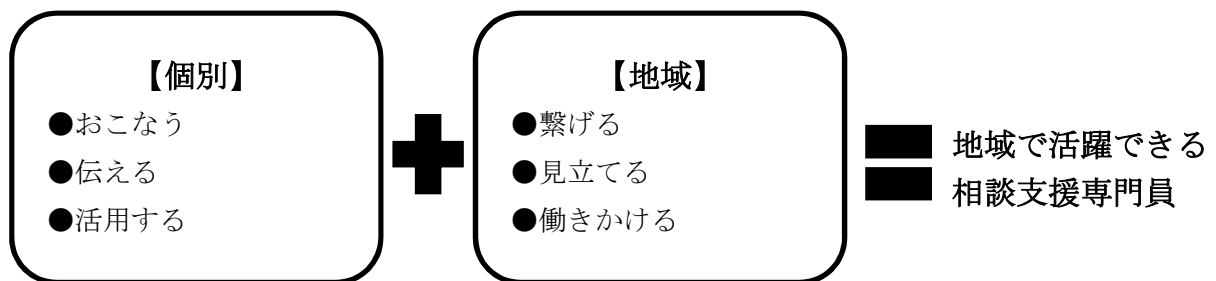 【個別】
●おこなう
●伝える
●活用する
【地域】
●繋げる
●見立てる
●働きかける
地域で活躍できる
相談支援専門員